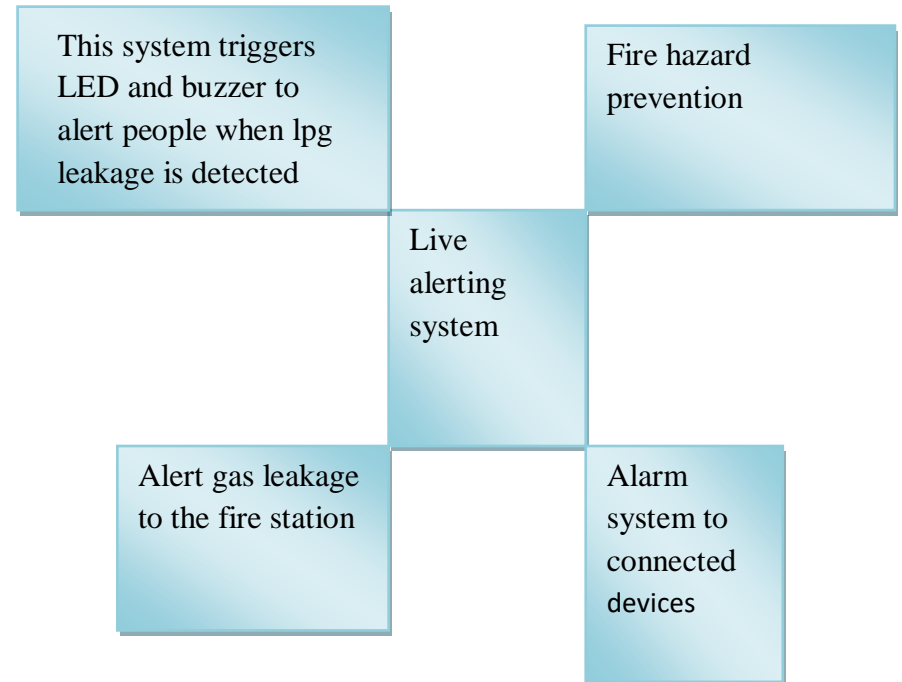 This system triggers
LED and buzzer to
alert people when lpg
leakage is detected
Fire hazard
prevention
Live
alerting
system
Alert gas leakage
to the fire station
Alarm
system to
connected
devices